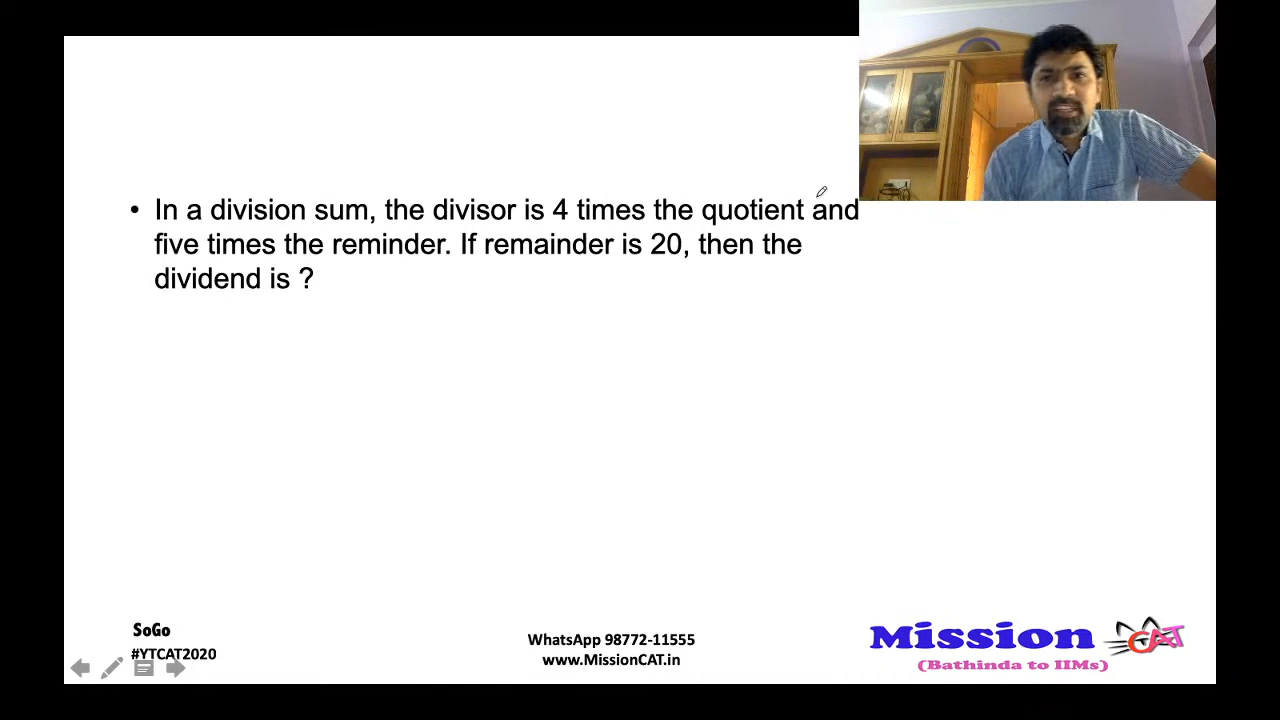 • In a division sum, the divisor is 4 times the quotient and
five times the reminder. If remainder is 20, then the
dividend is ?
SoGo
#YTCAT2020
WhatsApp 98772-11555
www.MissionCAT.in
Mission CAT
(Bathinda to IIMs)